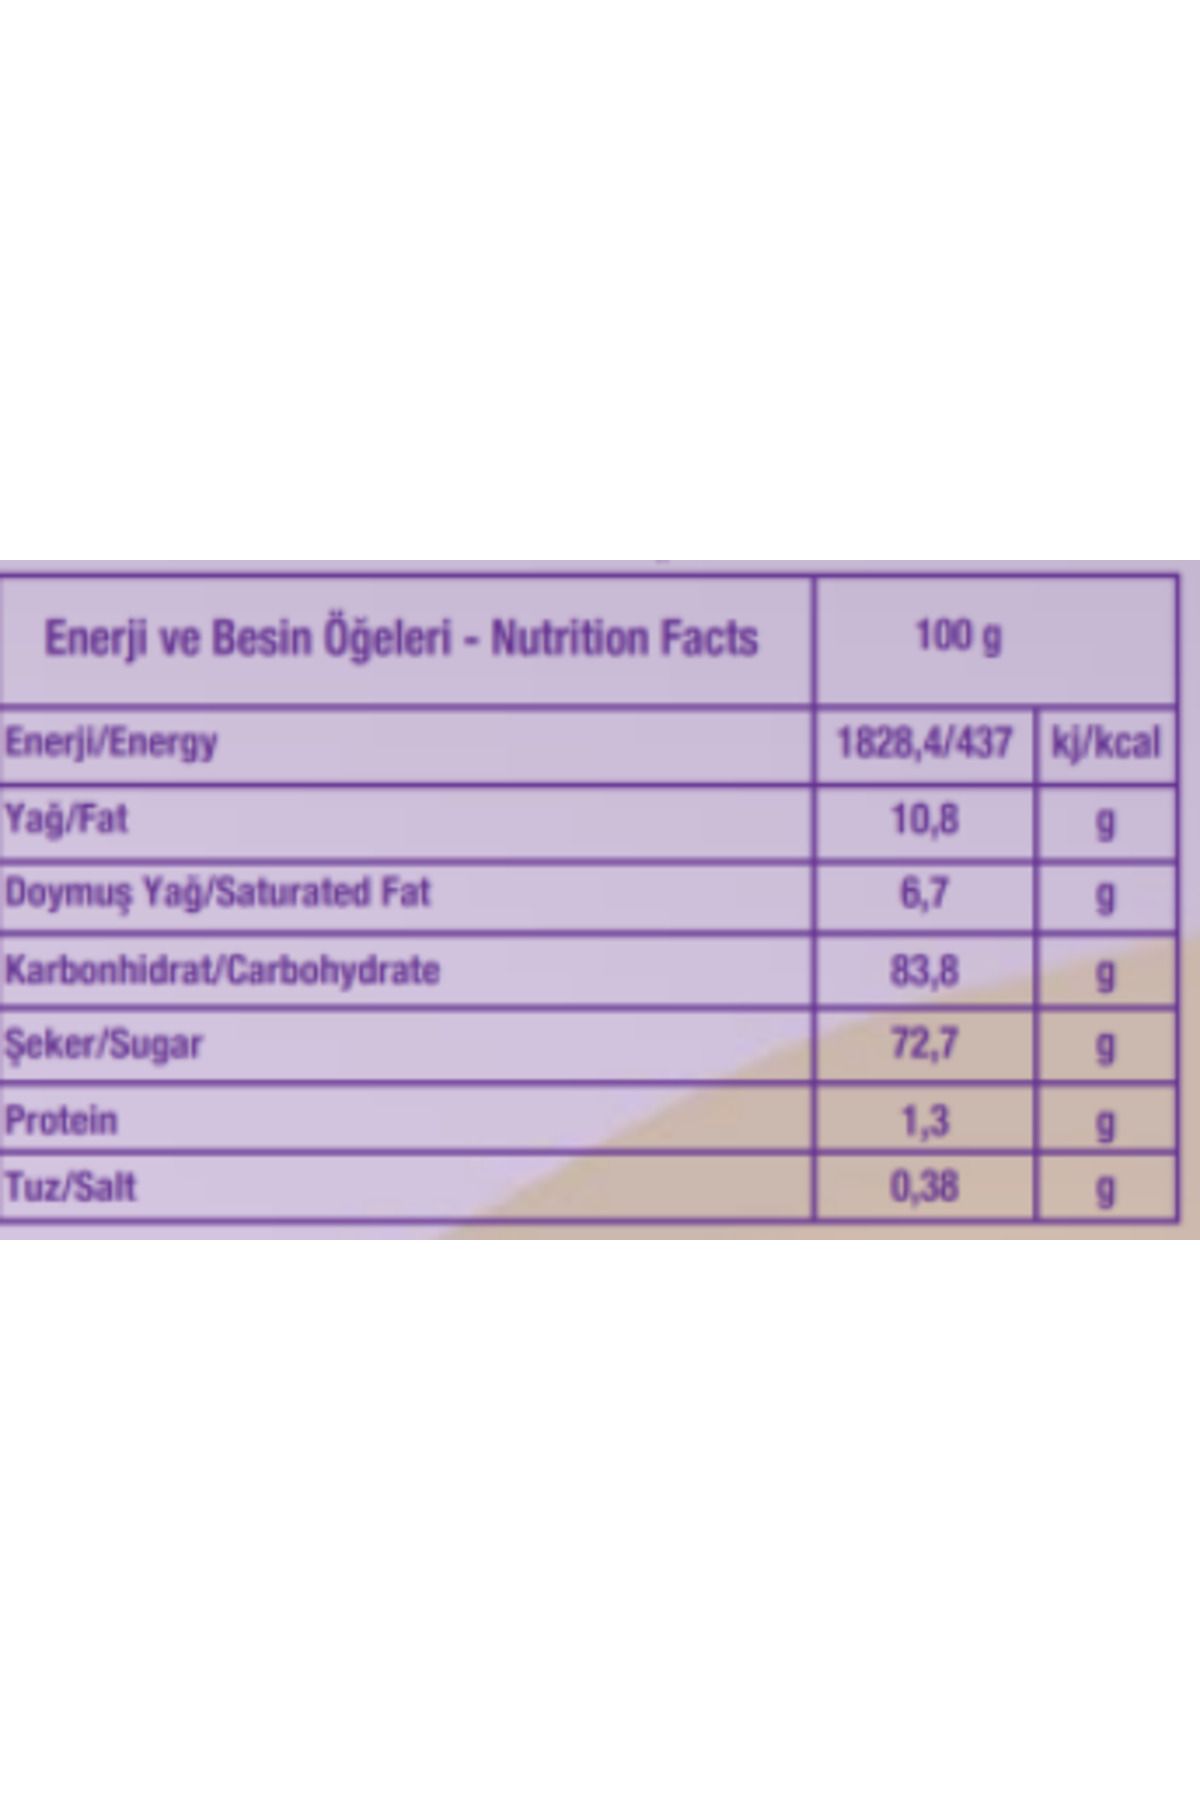 Enerji ve Besin Öğeleri - Nutrition Facts 100 g
Enerji/Energy 1828,4/437 kj/kcal
Yağ/Fat 10,8 g
Doymuş Yağ/Saturated Fat 6,7 g
Karbonhidrat/Carbohydrate 83,8 g
Şeker/Sugar 72,7 g
Protein 1,3 g
Tuz/Salt 0,38 g